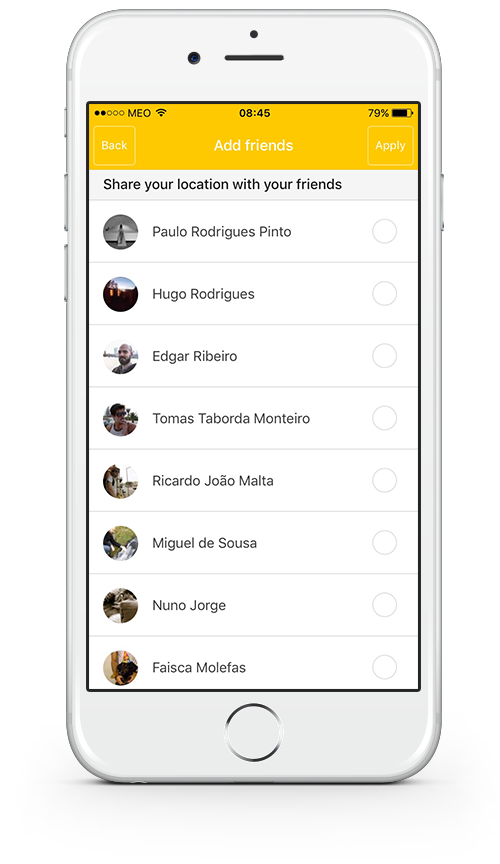 MEO 08:45 79%
Back Add friends Apply
Share your location with your friends
Paulo Rodrigues Pinto
Hugo Rodrigues
Edgar Ribeiro
Tomas Taborda Monteiro
Ricardo João Malta
Miguel de Sousa
Nuno Jorge
Faisca Molefas